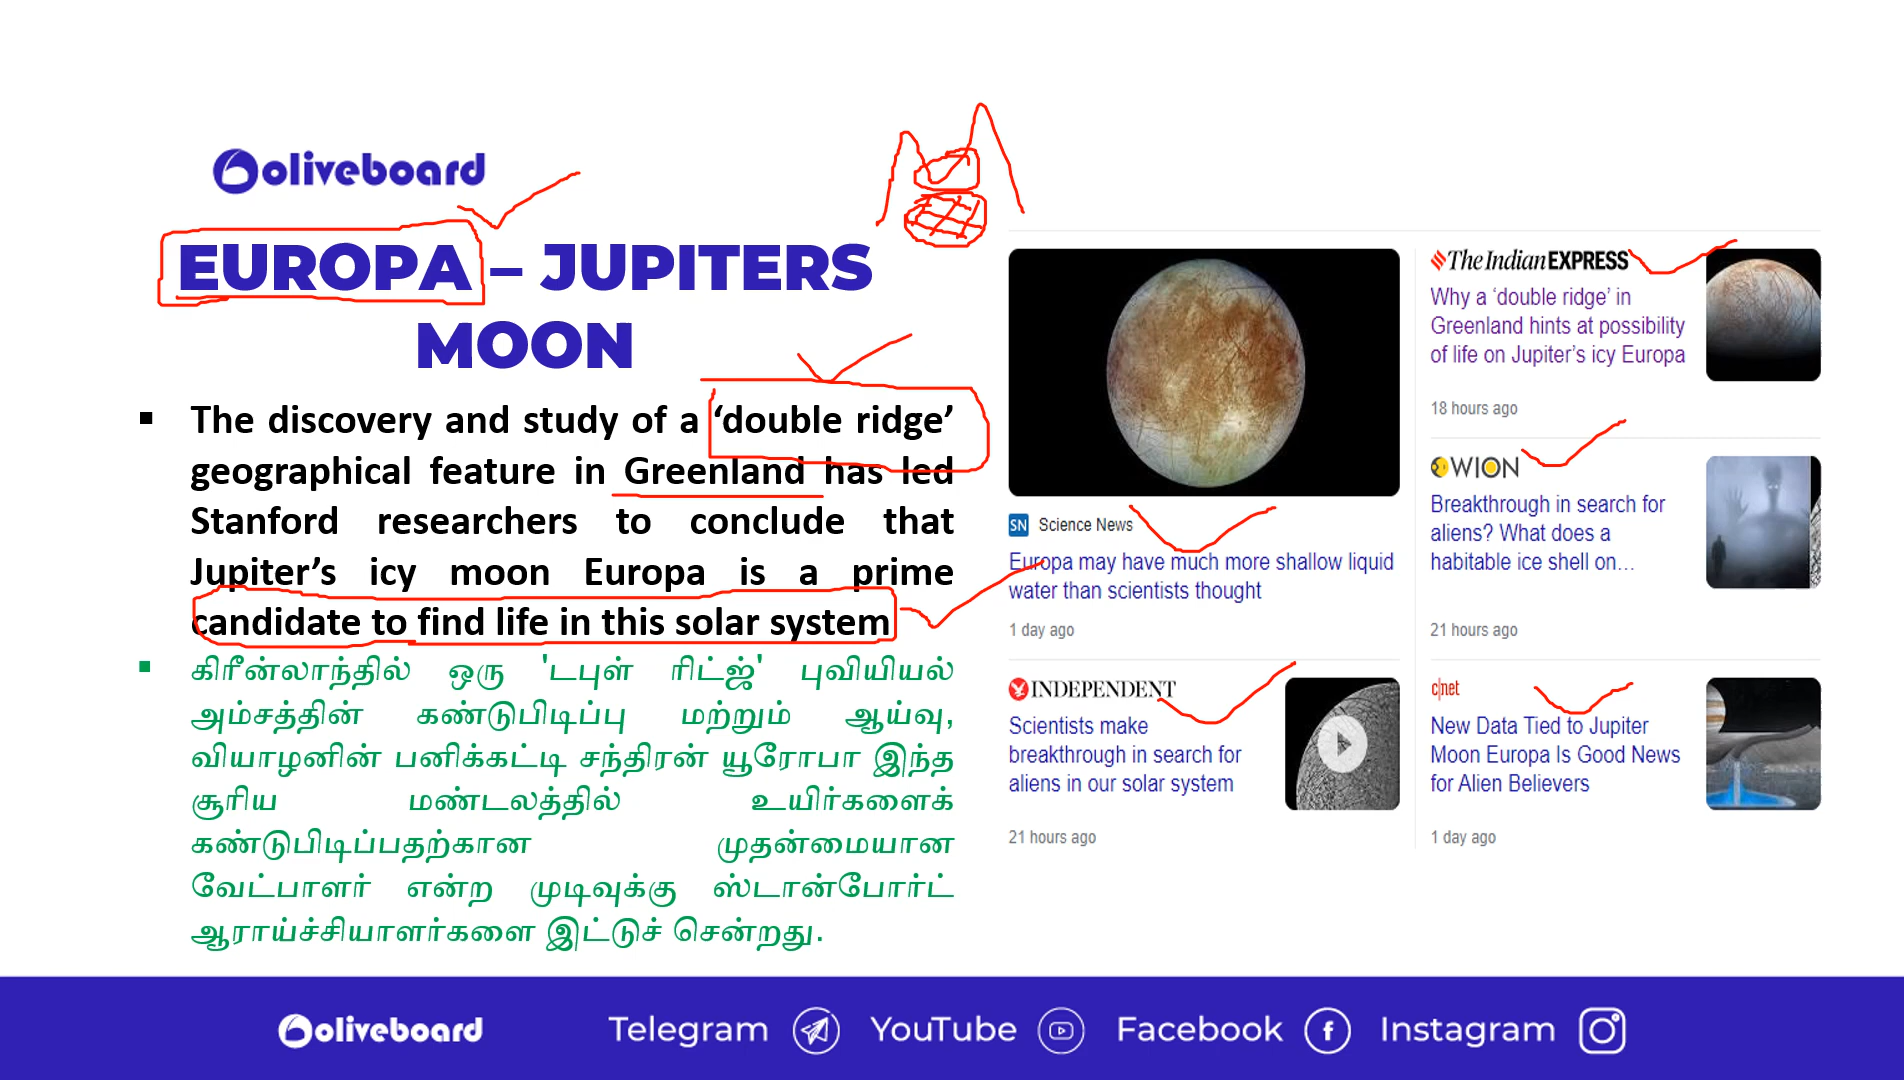 oliveboard
EUROPA – JUPITERS
MOON
The discovery and study of a ‘double ridge’
geographical feature in Greenland has led
Stanford researchers to conclude that
Jupiter’s icy moon Europa is a prime
candidate to find life in this solar system
கிரீன்லாந்தில் ஒரு 'டபுள் ரிட்ஜ்' புவியியல்
அம்சத்தின் கண்டுபிடிப்பு மற்றும் ஆய்வு,
வியாழனின் பனிக்கட்டி சந்திரன் யூரோபா இந்த
சூரிய மண்டலத்தில் உயிர்களைக்
கண்டுபிடிப்பதற்கான முதன்மையான
வேட்பாளர் என்ற முடிவுக்கு ஸ்டான்போர்ட்
ஆராய்ச்சியாளர்களை இட்டுச் சென்றது.
SN Science News
Europa may have much more shallow liquid
water than scientists thought
1 day ago
INDEPENDENT
Scientists make
breakthrough in search for
aliens in our solar system
21 hours ago
The Indian EXPRESS
Why a ‘double ridge’ in
Greenland hints at possibility
of life on Jupiter’s icy Europa
18 hours ago
WION
Breakthrough in search for
aliens? What does a
habitable ice shell on...
21 hours ago
c|net
New Data Tied to Jupiter
Moon Europa Is Good News
for Alien Believers
1 day ago
oliveboard Telegram YouTube Facebook Instagram